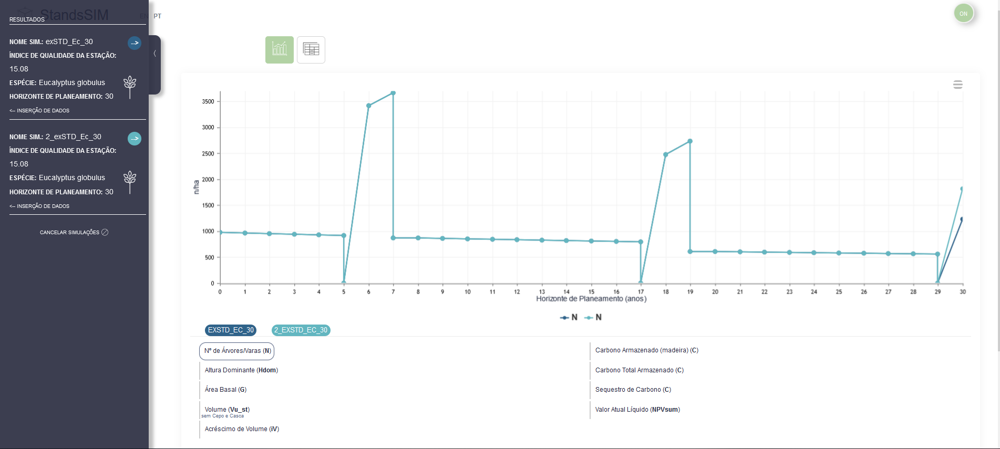 StandsSIM
EN PT
ON
RESULTADOS
NOME SIM.: exSTD_Ec_30
-->
ÍNDICE DE QUALIDADE DA ESTAÇÃO:
15.08
ESPÉCIE: Eucalyptus globulus
HORIZONTE DE PLANEAMENTO: 30
<-- INSERÇÃO DE DADOS
NOME SIM.: 2_exSTD_Ec_30
-->
ÍNDICE DE QUALIDADE DA ESTAÇÃO:
15.08
ESPÉCIE: Eucalyptus globulus
HORIZONTE DE PLANEAMENTO: 30
<-- INSERÇÃO DE DADOS
CANCELAR SIMULAÇÕES
3500
3000
2500
2000
1500
1000
500
0
n/ha
0 1 2 3 4 5 6 7 8 9 10 11 12 13 14 15 16 17 18 19 20 21 22 23 24 25 26 27 28 29 30
Horizonte de Planeamento (anos)
N N
EXSTD_EC_30 2_EXSTD_EC_30
Nº de Árvores/Varas (N)
Altura Dominante (Hdom)
Área Basal (G)
Volume (Vu_st)
sem Cepo e Casca
Acréscimo de Volume (iV)
Carbono Armazenado (madeira) (C)
Carbono Total Armazenado (C)
Sequestro de Carbono (C)
Valor Atual Líquido (NPVsum)